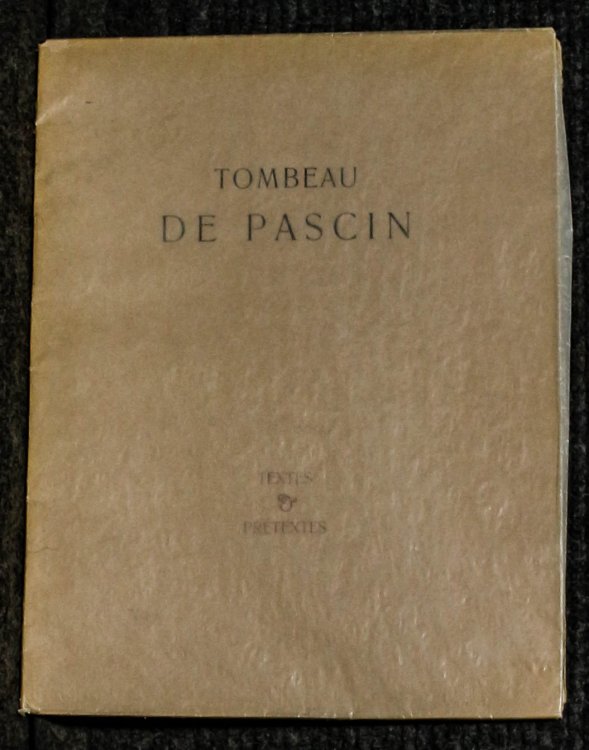 TOMBEAU
DE PASCIN
TEXTES
&
PRÉTEXTES